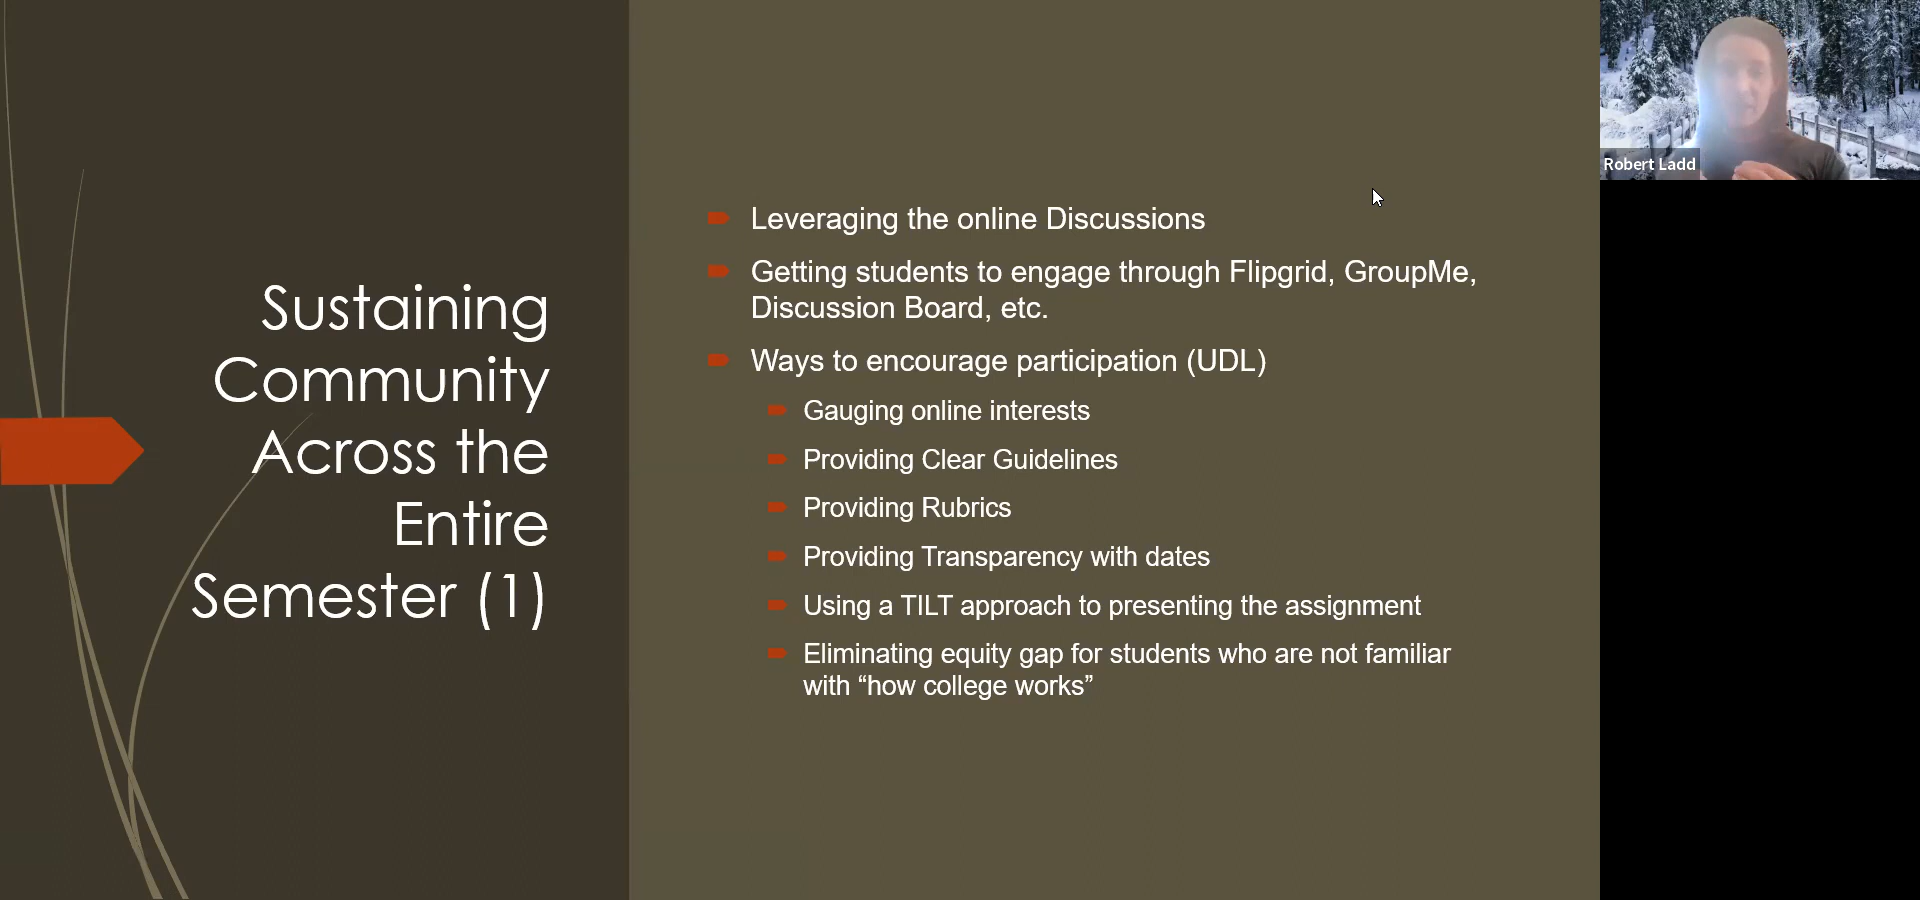 Sustaining
Community
Across the
Entire
Semester (1)
Leveraging the online Discussions
Getting students to engage through Flipgrid, GroupMe,
Discussion Board, etc.
Ways to encourage participation (UDL)
Gauging online interests
Providing Clear Guidelines
Providing Rubrics
Providing Transparency with dates
Using a TILT approach to presenting the assignment
Eliminating equity gap for students who are not familiar
with “how college works”
Robert Ladd